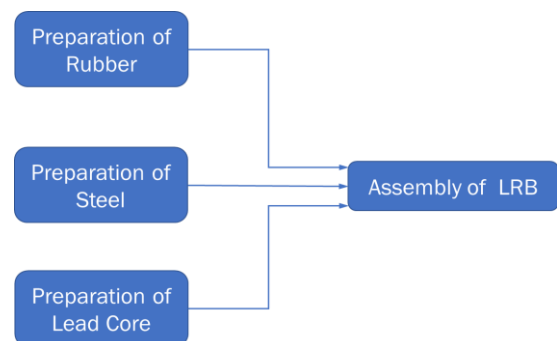 Preparation of
Rubber
Preparation of
Steel
Assembly of LRB
Preparation of
Lead Core